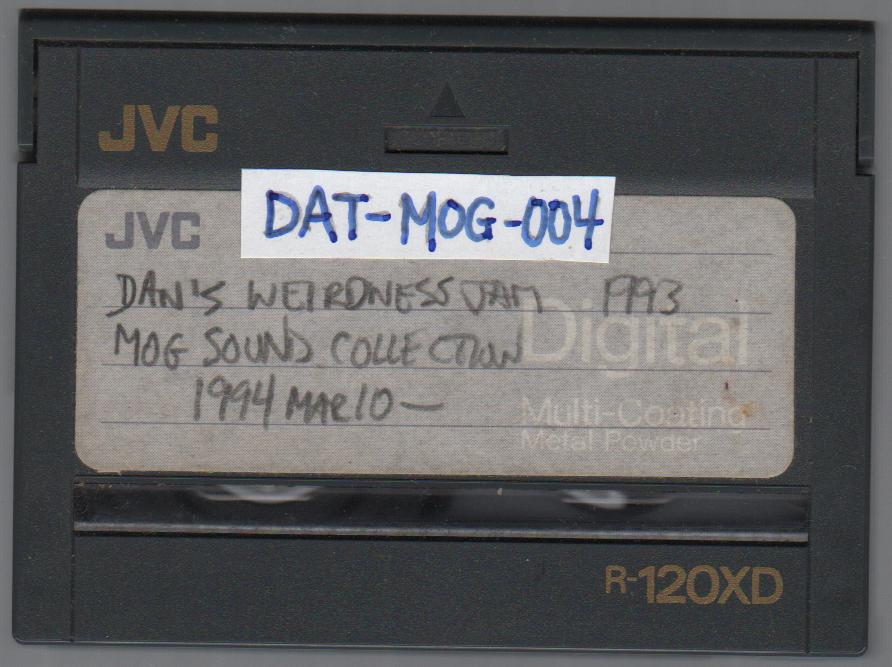 JVC
DAT-MOG-004
JVC
DAN'S WEIRDNESS JAM 1993
MOG SOUND COLLECTION
1994 MAR 10 —
Digital
Multi-Coating
Metal Powder
R-120XD